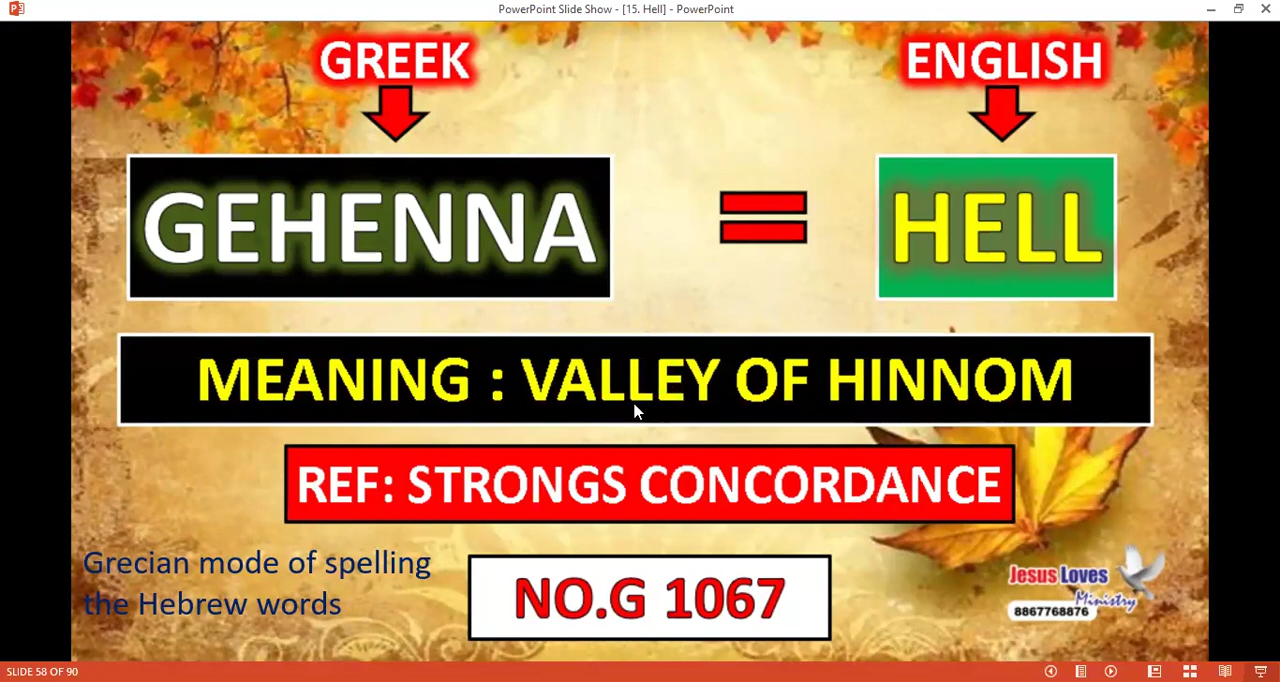 PowerPoint Slide Show - [15. Hell] - PowerPoint
GREEK
ENGLISH
GEHENNA
=
HELL
MEANING : VALLEY OF HINNOM
REF: STRONGS CONCORDANCE
Grecian mode of spelling
the Hebrew words
NO.G 1067
Jesus Loves
Ministry
8867768876
SLIDE 58 OF 90